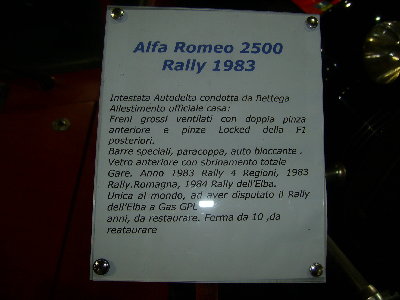 Alfa Romeo 2500
Rally 1983
Intestata Autodelta condotta da Bettega
Allestimento officiale casa:
Freni grossi ventilati con doppia pinza
anteriore e pinze Locked della F1
posteriori.
Barre speciali, paracoppa, auto bloccante .
Vetro anteriore con sbrinamento totale
Gare. Anno 1983 Rally 4 Regioni, 1983
Rally.Romagna, 1984 Rally dell'Elba.
Unica al mondo, ad aver disputato il Rally
dell'Elba a Gas GPL
anni, da restaurare. Ferma da 10 ,da
reataurare